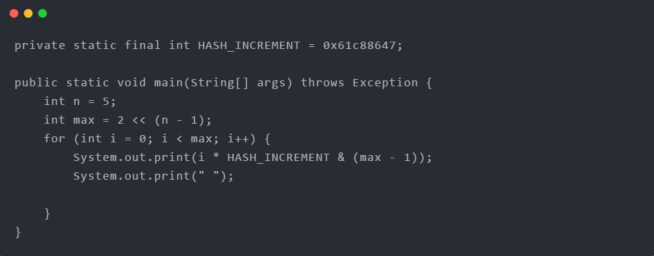 private static final int HASH_INCREMENT = 0x61c88647;
public static void main(String[] args) throws Exception {
    int n = 5;
    int max = 2 << (n - 1);
    for (int i = 0; i < max; i++) {
        System.out.print(i * HASH_INCREMENT & (max - 1));
        System.out.print(" ");
    }
}